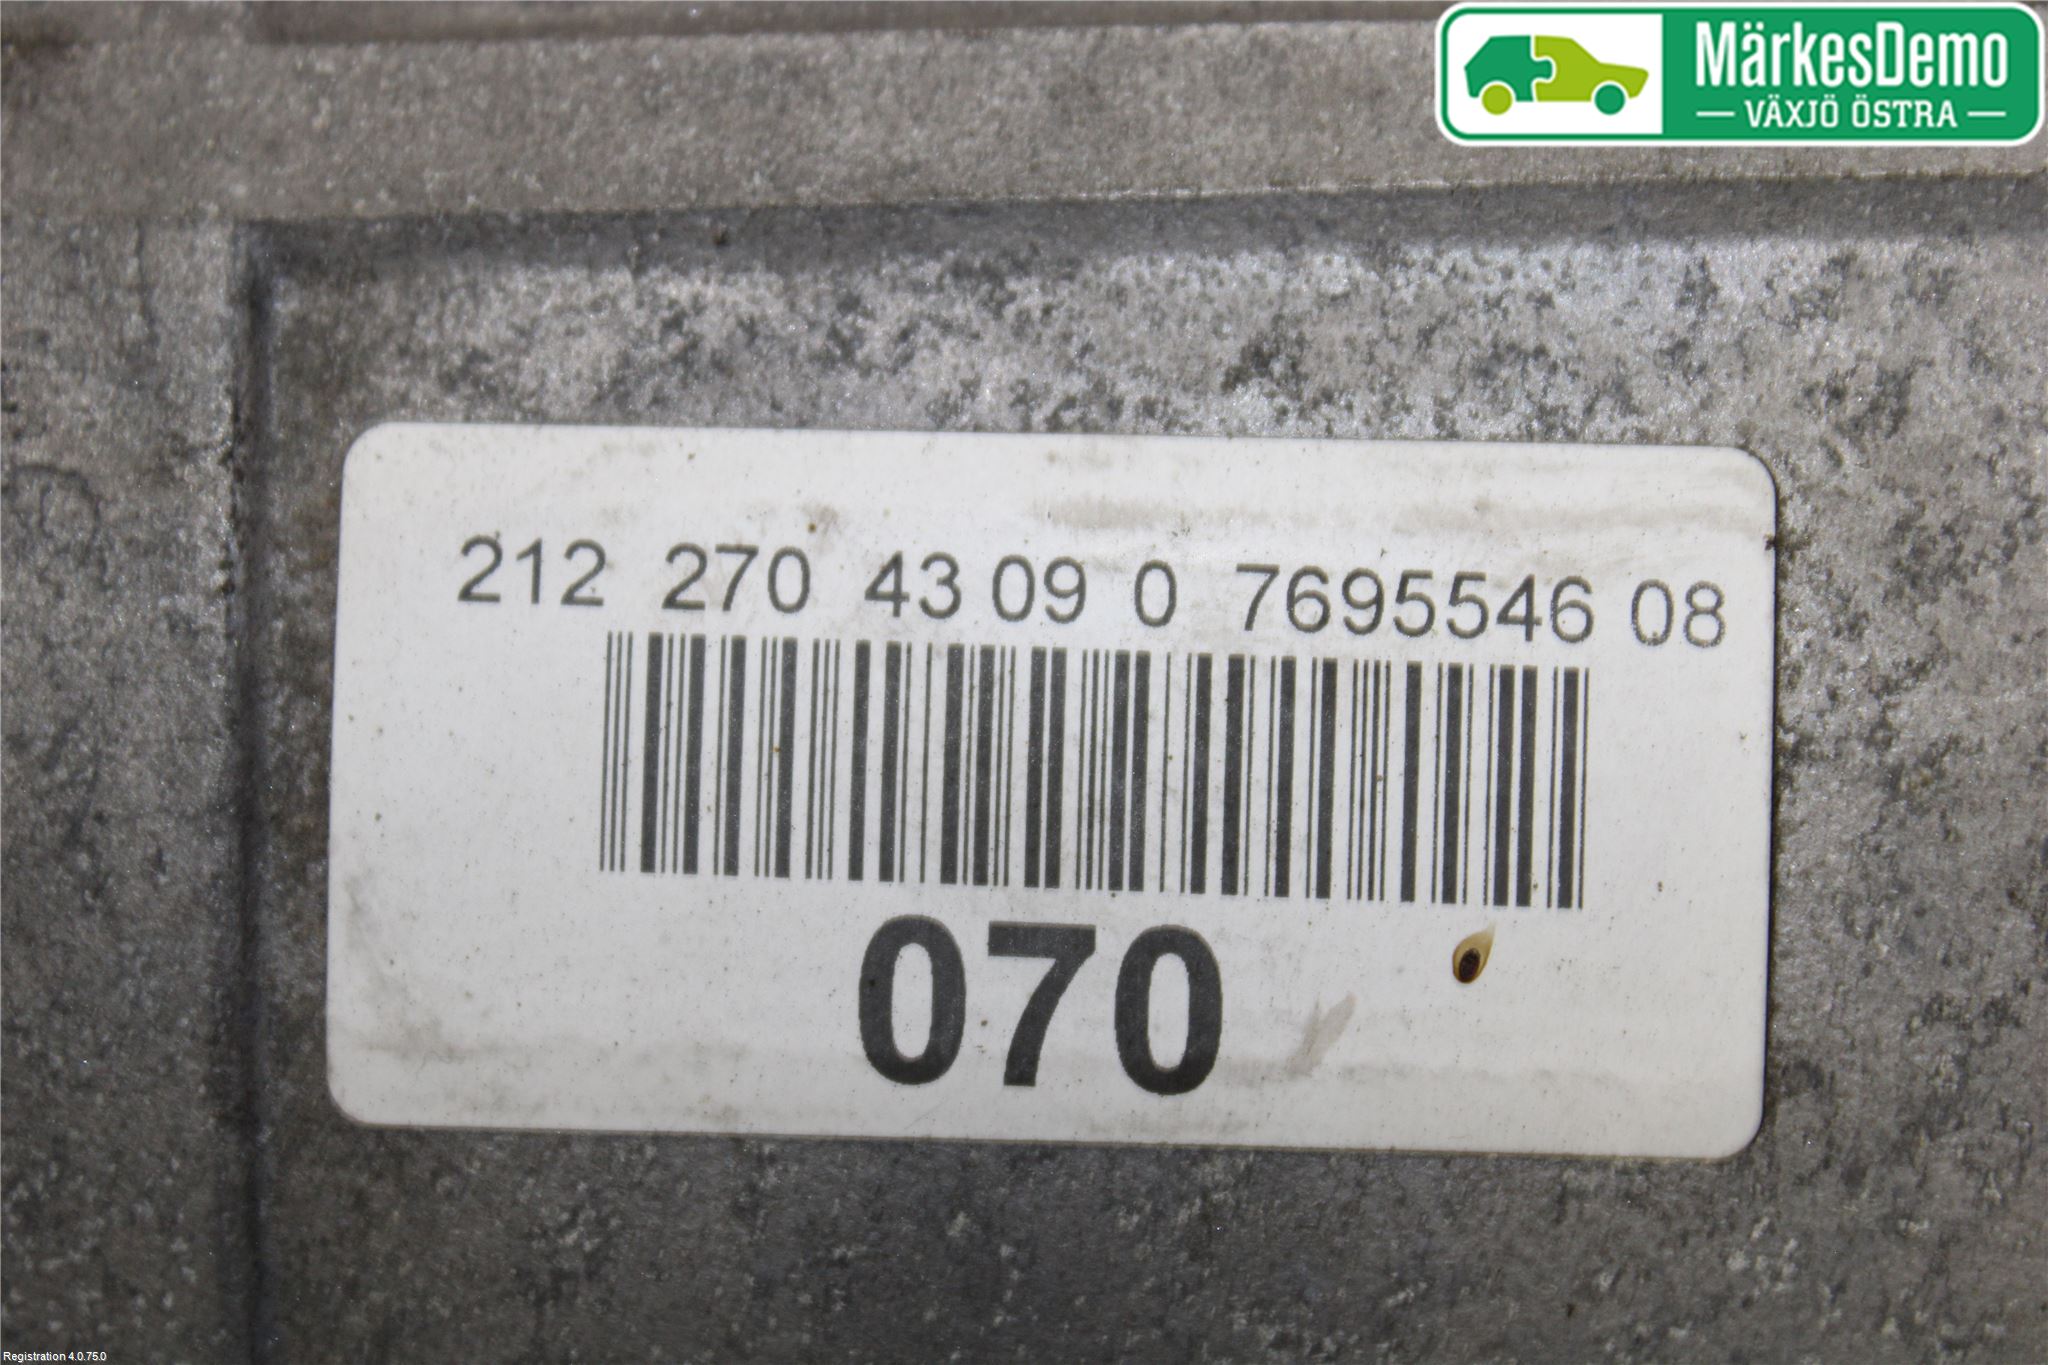 MärkesDemo
— VÄXJÖ ÖSTRA —
212 270 43 09 0 7695546 08
070
Registration 4.0.75.0